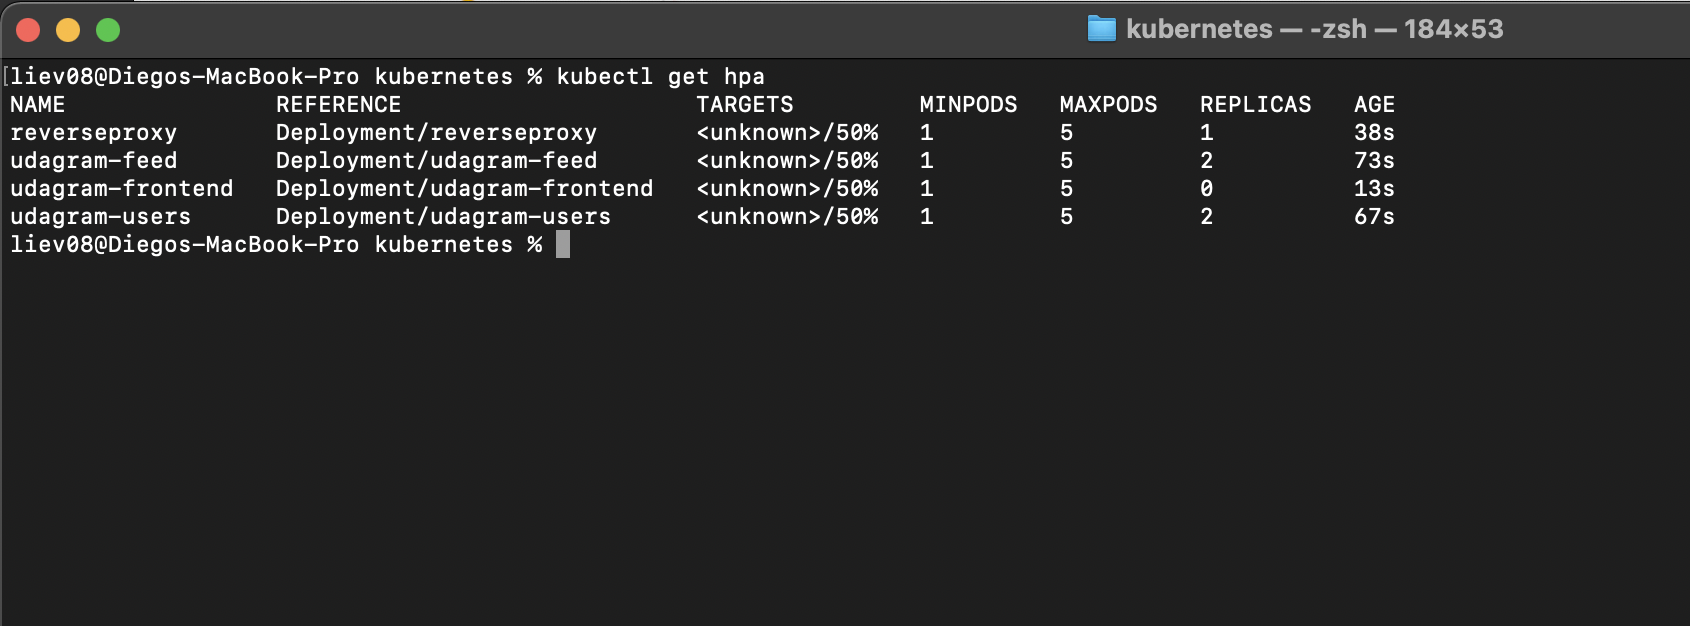 kubernetes — -zsh — 184×53
[liev08@Diegos-MacBook-Pro kubernetes % kubectl get hpa
NAME REFERENCE TARGETS MINPODS MAXPODS REPLICAS AGE
reverseproxy Deployment/reverseproxy <unknown>/50% 1 5 1 38s
udagram-feed Deployment/udagram-feed <unknown>/50% 1 5 2 73s
udagram-frontend Deployment/udagram-frontend <unknown>/50% 1 5 0 13s
udagram-users Deployment/udagram-users <unknown>/50% 1 5 2 67s
liev08@Diegos-MacBook-Pro kubernetes %